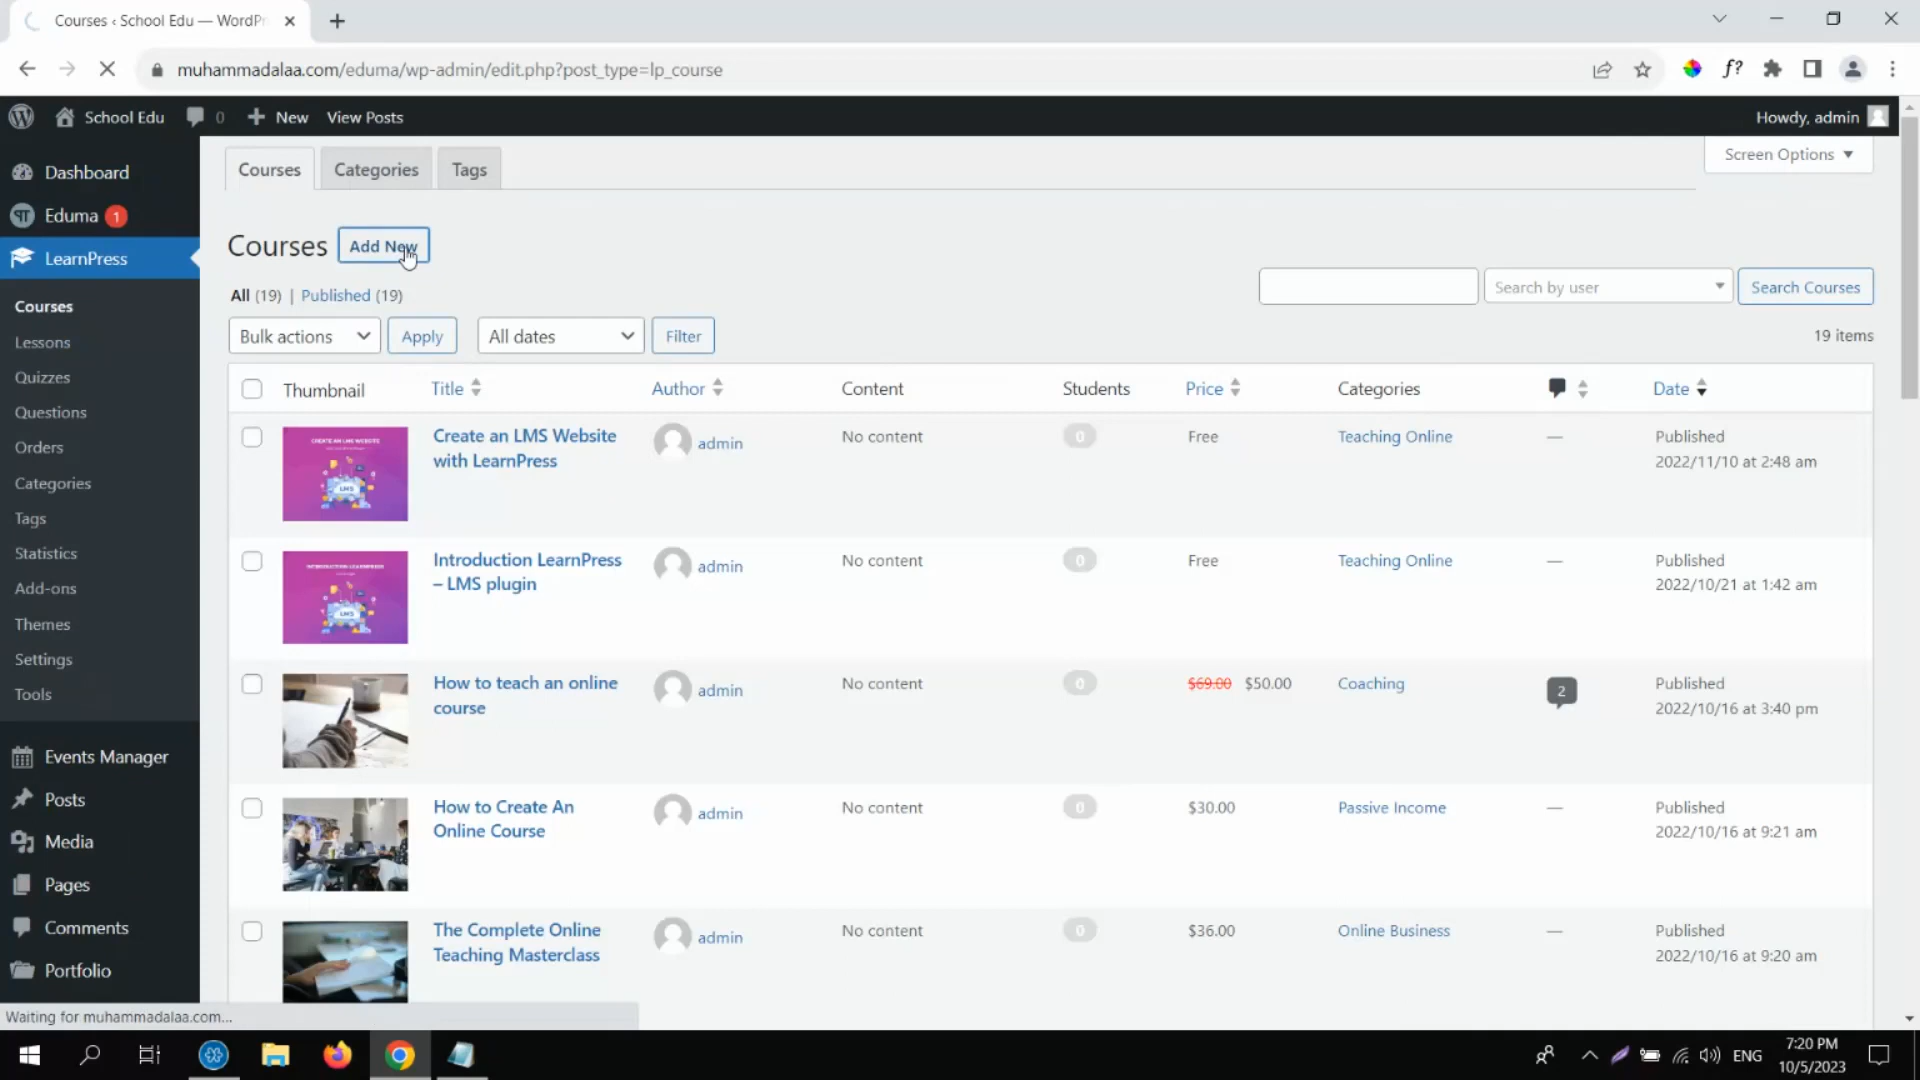 Courses ‹ School Edu — WordPr
muhammadalaa.com/eduma/wp-admin/edit.php?post_type=lp_course
f?
School Edu
0
New
View Posts
Howdy, admin
Dashboard
Eduma 1
LearnPress
Courses
Lessons
Quizzes
Questions
Orders
Categories
Tags
Statistics
Add-ons
Themes
Settings
Tools
Events Manager
Posts
Media
Pages
Comments
Portfolio
Courses
Categories
Tags
Screen Options
Courses
Add New
All (19) | Published (19)
Search by user
Search Courses
Bulk actions
Apply
All dates
Filter
19 items
Thumbnail
Title
Author
Content
Students
Price
Categories
Date
CREATE AN LMS WEBSITE
LMS
Create an LMS Website
with LearnPress
admin
No content
0
Free
Teaching Online
—
Published
2022/11/10 at 2:48 am
INTRODUCTION LEARNPRESS
LMS
Introduction LearnPress
– LMS plugin
admin
No content
0
Free
Teaching Online
—
Published
2022/10/21 at 1:42 am
How to teach an online
course
admin
No content
0
$69.00 $50.00
Coaching
2
Published
2022/10/16 at 3:40 pm
How to Create An
Online Course
admin
No content
0
$30.00
Passive Income
—
Published
2022/10/16 at 9:21 am
The Complete Online
Teaching Masterclass
admin
No content
0
$36.00
Online Business
—
Published
2022/10/16 at 9:20 am
Waiting for muhammadalaa.com...
ENG
7:20 PM
10/5/2023